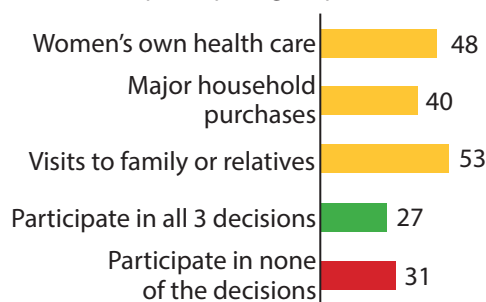 Women's own health care 48
Major household
purchases 40
Visits to family or relatives 53
Participate in all 3 decisions 27
Participate in none
of the decisions 31